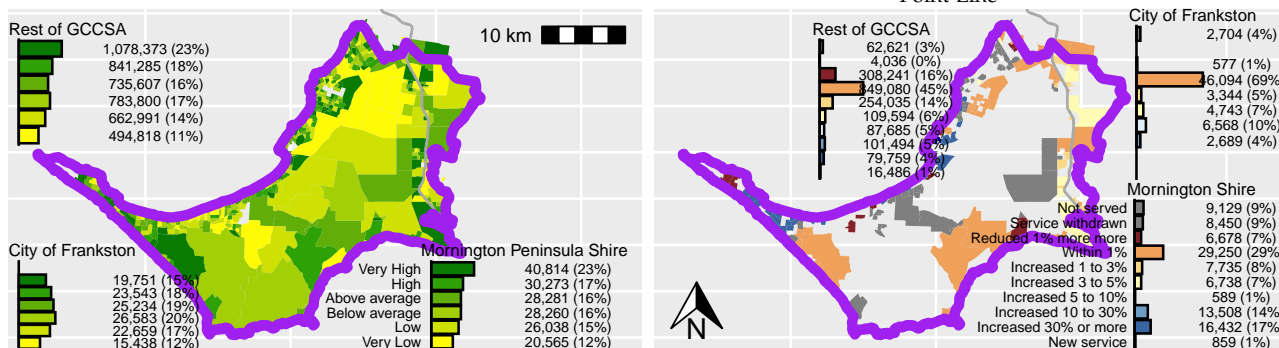 Point Line
Rest of GCCSA
1,078,373 (23%)
841,285 (18%)
735,607 (16%)
783,800 (17%)
662,991 (14%)
494,818 (11%)
10 km
City of Frankston
19,751 (15%)
23,543 (18%)
25,234 (19%)
26,583 (20%)
22,659 (17%)
15,438 (12%)
Mornington Peninsula Shire
Very High 40,814 (23%)
High 30,273 (17%)
Above average 28,281 (16%)
Below average 28,260 (16%)
Low 26,038 (15%)
Very Low 20,565 (12%)
Rest of GCCSA
62,621 (3%)
4,036 (0%)
308,241 (16%)
849,080 (45%)
254,035 (14%)
109,594 (6%)
87,685 (5%)
101,494 (5%)
79,759 (4%)
16,486 (1%)
City of Frankston
2,704 (4%)
577 (1%)
46,094 (69%)
3,344 (5%)
4,743 (7%)
6,568 (10%)
2,689 (4%)
Mornington Shire
Not served 9,129 (9%)
Service withdrawn 8,450 (9%)
Reduced 1% more more 6,678 (7%)
Within 1% 29,250 (29%)
Increased 1 to 3% 7,735 (8%)
Increased 3 to 5% 6,738 (7%)
Increased 5 to 10% 589 (1%)
Increased 10 to 30% 13,508 (14%)
Increased 30% or more 16,432 (17%)
New service 859 (1%)
N